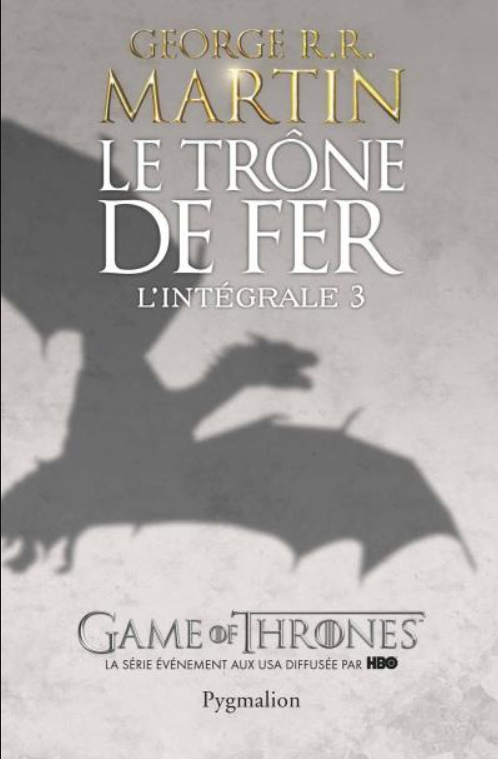 GEORGE R.R.
MARTIN
LE TRÔNE
DE FER
L'INTÉGRALE 3
GAME OF THRONES
LA SÉRIE ÉVÉNEMENT AUX USA DIFFUSÉE PAR HBO
Pygmalion